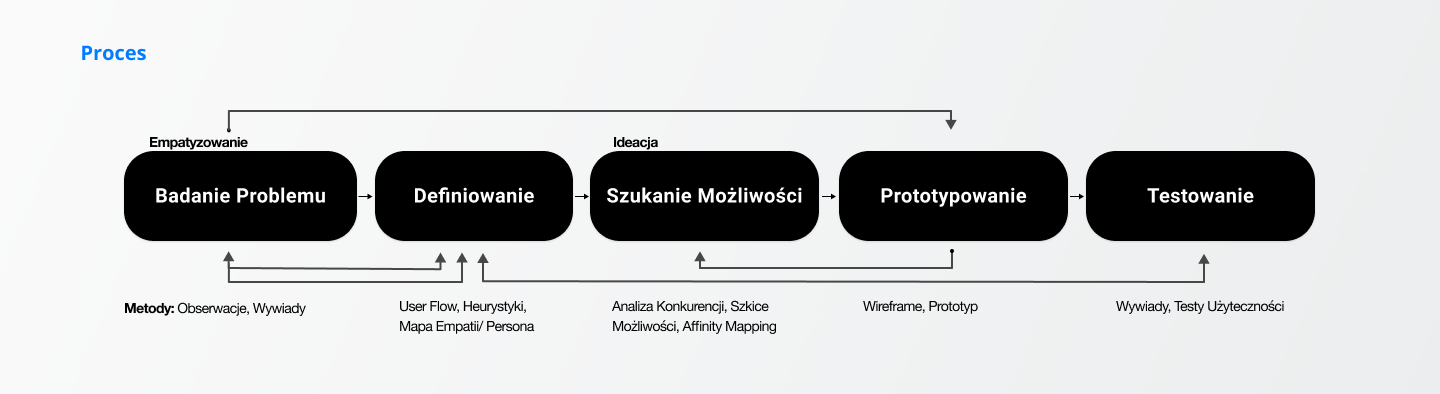 Proces
Empatyzowanie
Ideacja
Badanie Problemu
Definiowanie
Szukanie Możliwości
Prototypowanie
Testowanie
Metody: Obserwacje, Wywiady
User Flow, Heurystyki,
Mapa Empatii/ Persona
Analiza Konkurencji, Szkice
Możliwości, Affinity Mapping
Wireframe, Prototyp
Wywiady, Testy Użyteczności